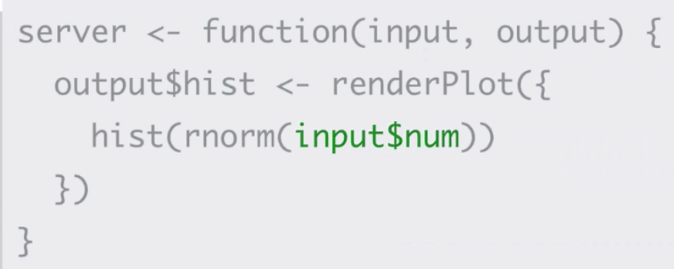 server <- function(input, output) {
  output$hist <- renderPlot({
    hist(rnorm(input$num))
  })
}